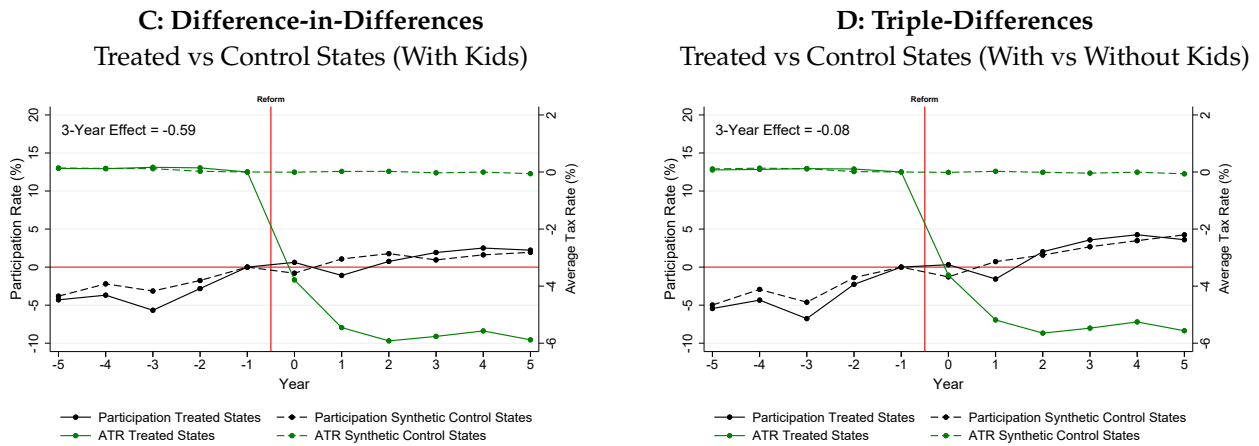 C: Difference-in-Differences
Treated vs Control States (With Kids)
Reform
3-Year Effect = -0.59
Participation Rate (%)
20
15
10
5
0
-5
-10
Average Tax Rate (%)
2
0
-2
-4
-6
-5 -4 -3 -2 -1 0 1 2 3 4 5
Year
Participation Treated States
Participation Synthetic Control States
ATR Treated States
ATR Synthetic Control States
D: Triple-Differences
Treated vs Control States (With vs Without Kids)
Reform
3-Year Effect = -0.08
Participation Rate (%)
20
15
10
5
0
-5
-10
Average Tax Rate (%)
2
0
-2
-4
-6
-5 -4 -3 -2 -1 0 1 2 3 4 5
Year
Participation Treated States
Participation Synthetic Control States
ATR Treated States
ATR Synthetic Control States